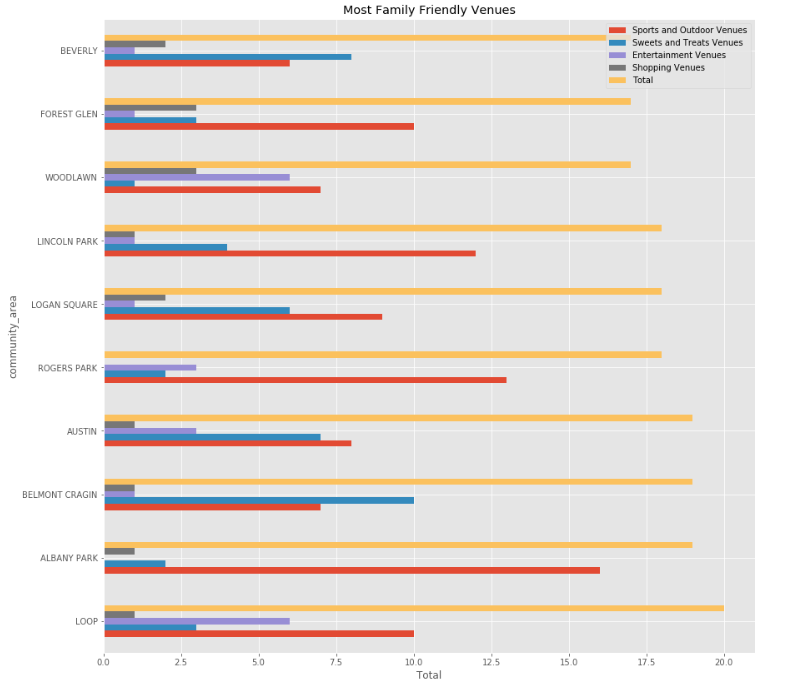 Most Family Friendly Venues
Sports and Outdoor Venues
Sweets and Treats Venues
Entertainment Venues
Shopping Venues
Total
BEVERLY
FOREST GLEN
WOODLAWN
LINCOLN PARK
LOGAN SQUARE
ROGERS PARK
AUSTIN
BELMONT CRAGIN
ALBANY PARK
LOOP
community_area
0.0 2.5 5.0 7.5 10.0 12.5 15.0 17.5 20.0
Total